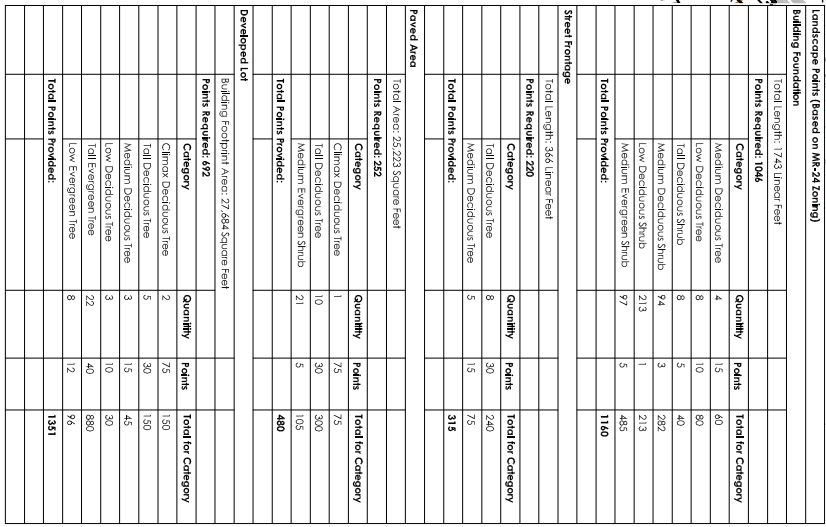 Landscape Points (Based on MR-24 Zoning)
Building Foundation
Total Length: 1743 Linear Feet
Points Required: 1046
Category Quantitiy Points Total for Category
Medium Deciduous Tree 4 15 60
Low Deciduous Tree 8 10 80
Tall Deciduous Shrub 8 5 40
Medium Deciduous Shrub 94 3 282
Low Deciduous Shrub 213 1 213
Medium Evergreen Shrub 97 5 485
Total Points Provided: 1160
Street Frontage
Total Length: 366 Linear Feet
Points Required: 220
Category Quantitiy Points Total for Category
Tall Deciduous Tree 8 30 240
Medium Deciduous Tree 5 15 75
Total Points Provided: 315
Paved Area
Total Area: 25,223 Square Feet
Points Required: 252
Category Quantitiy Points Total for Category
Climax Deciduous Tree 1 75 75
Tall Deciduous Tree 10 30 300
Medium Evergreen Shrub 21 5 105
Total Points Provided: 480
Developed Lot
Building Footprint Area: 27,684 Square Feet
Points Required: 692
Category Quantitiy Points Total for Category
Climax Deciduous Tree 2 75 150
Tall Deciduous Tree 5 30 150
Medium Deciduous Tree 3 15 45
Low Deciduous Tree 3 10 30
Tall Evergreen Tree 22 40 880
Low Evergreen Tree 8 12 96
Total Points Provided: 1351